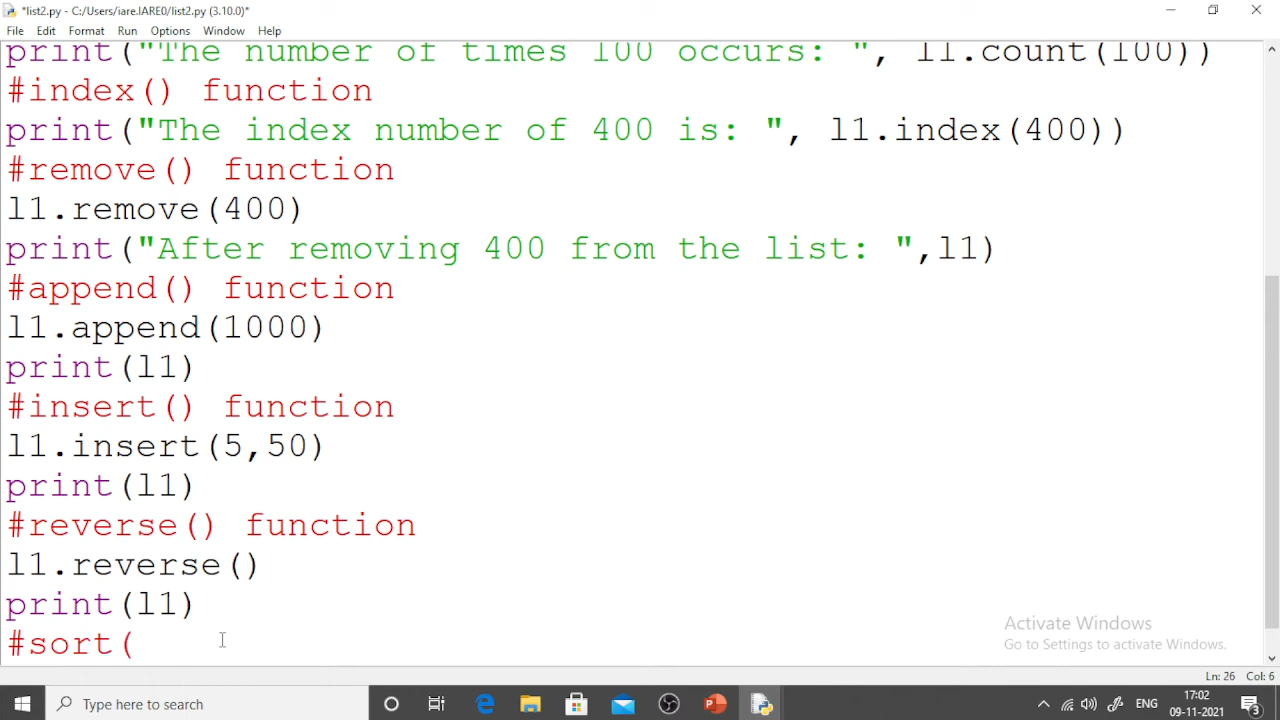 *list2.py - C:/Users/iare.IARE0/list2.py (3.10.0)*
File Edit Format Run Options Window Help
print("The number of times 100 occurs: ", l1.count(100))
#index() function
print("The index number of 400 is: ", l1.index(400))
#remove() function
l1.remove(400)
print("After removing 400 from the list: ",l1)
#append() function
l1.append(1000)
print(l1)
#insert() function
l1.insert(5,50)
print(l1)
#reverse() function
l1.reverse()
print(l1)
#sort(
Activate Windows
Go to Settings to activate Windows.
Ln: 26 Col: 6
Type here to search
ENG
17:02
09-11-2021
3